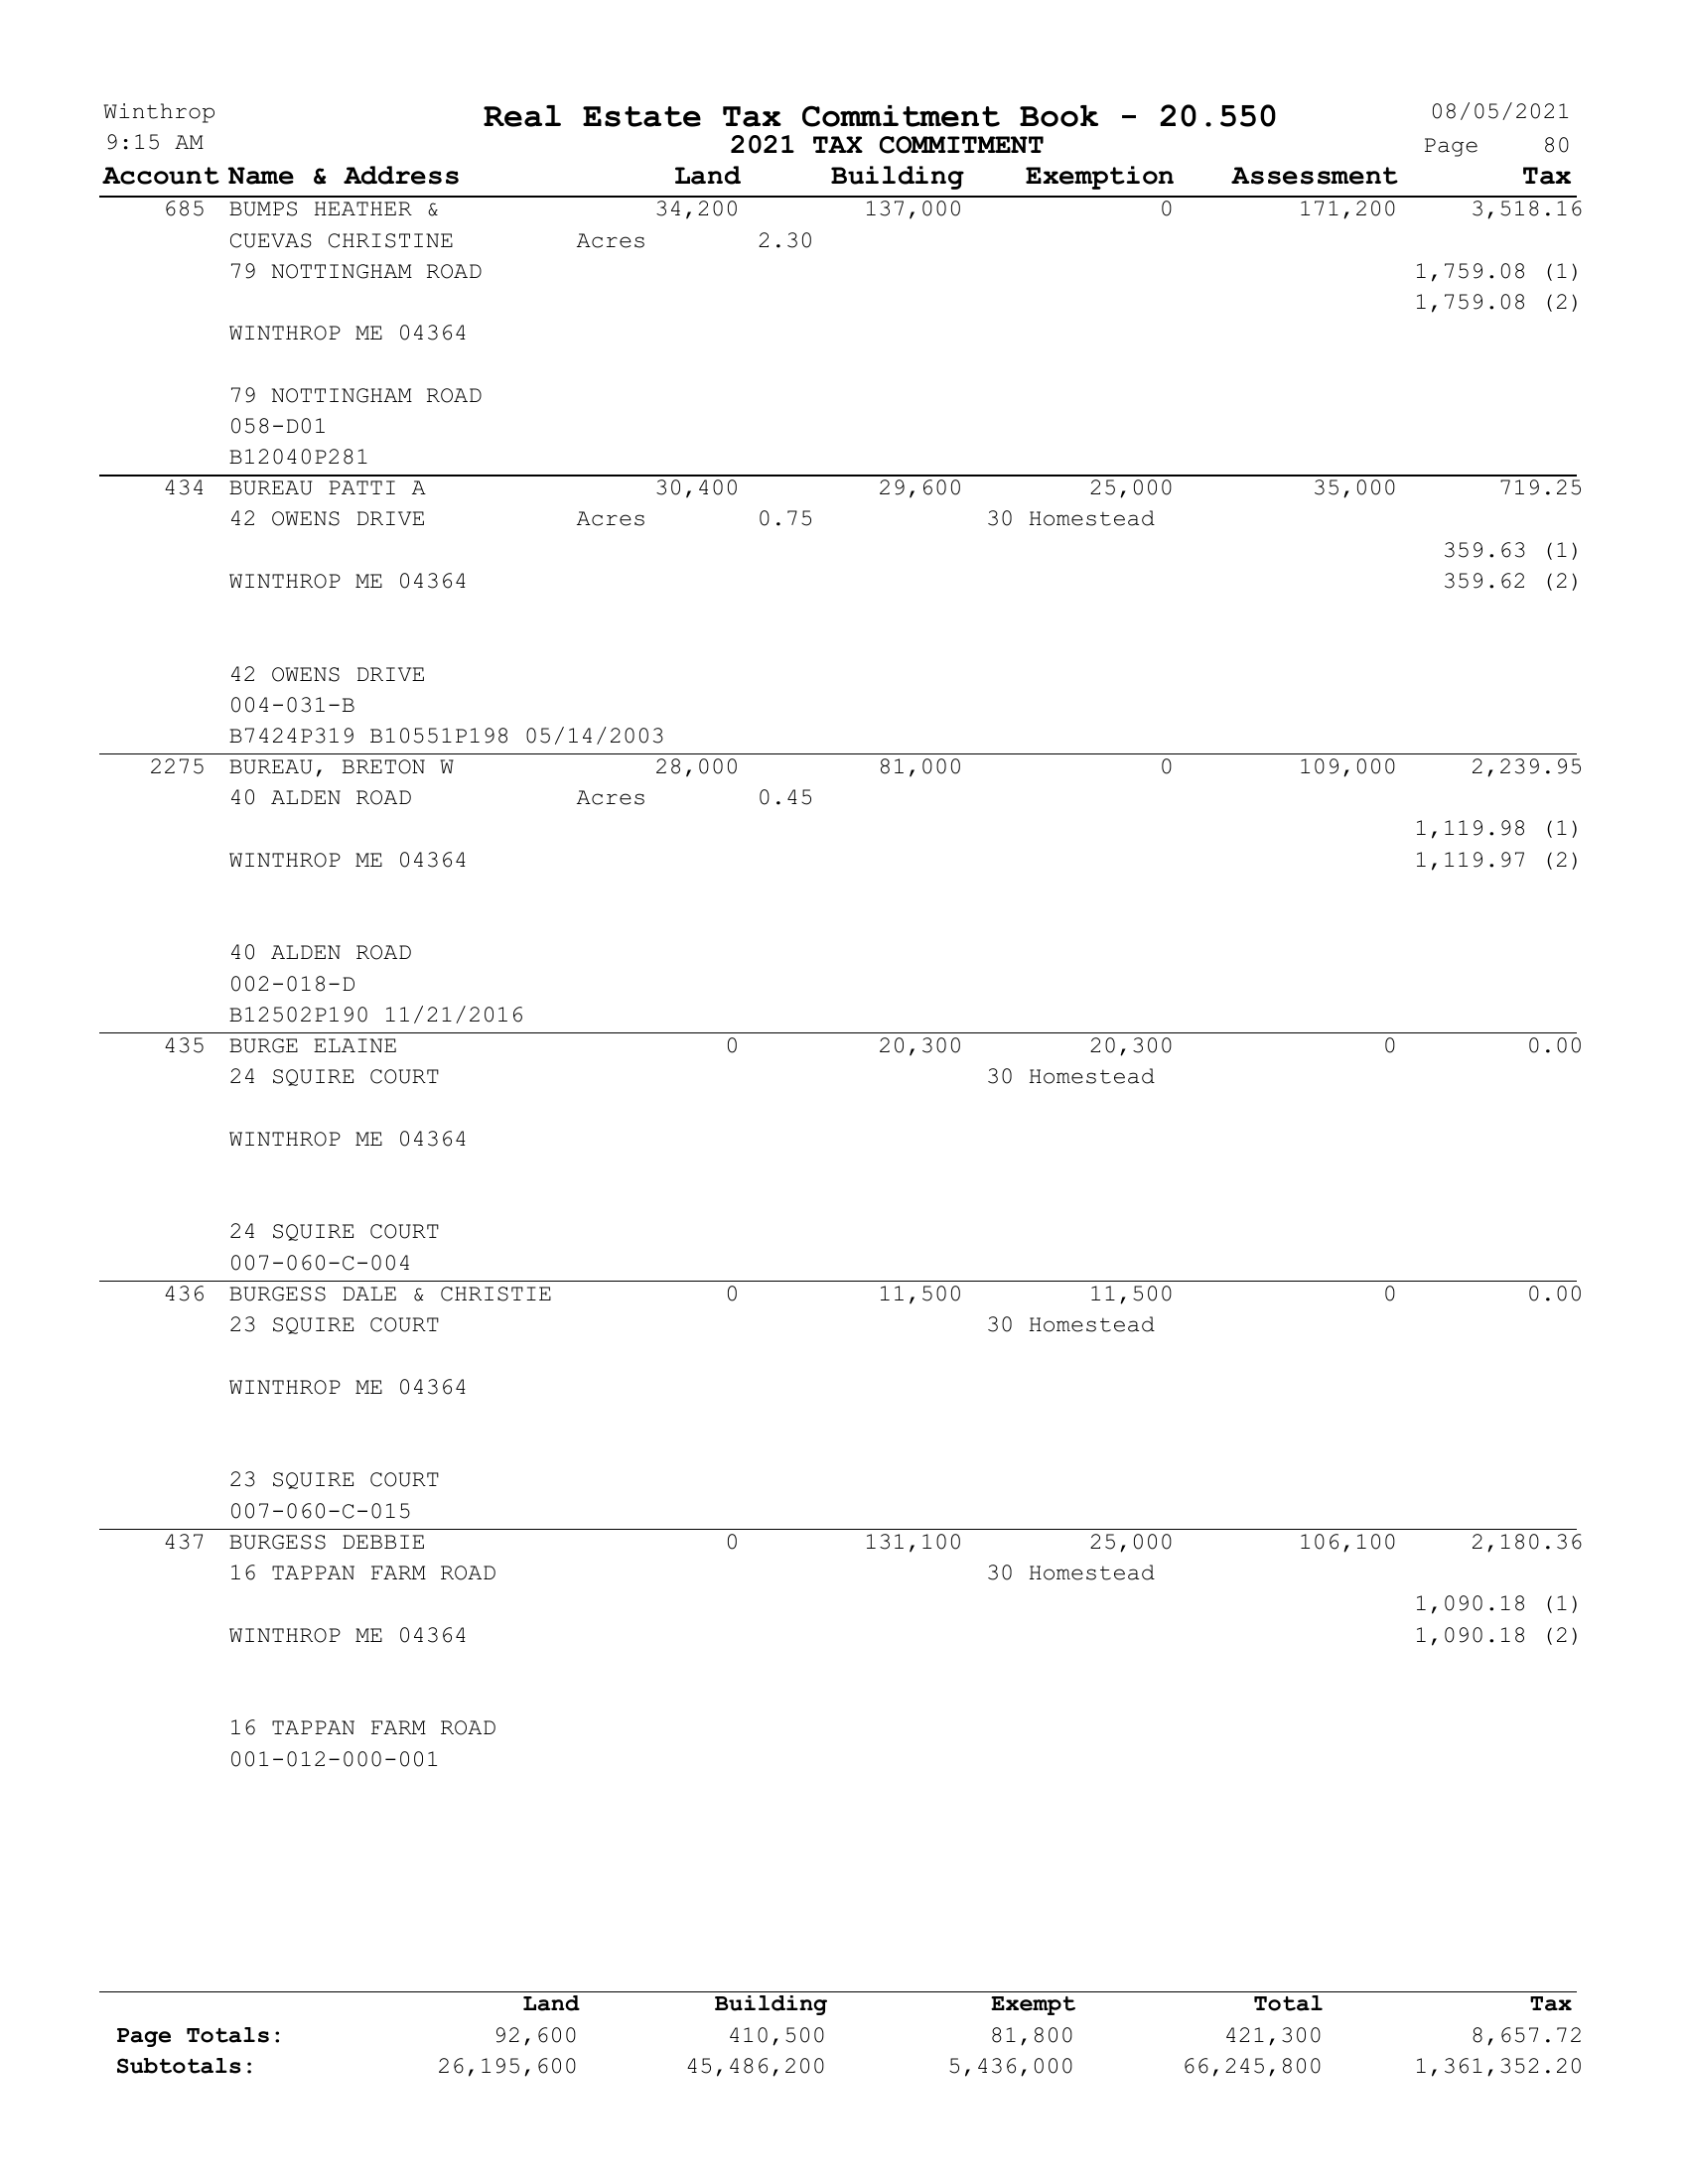 Winthrop Real Estate Tax Commitment Book - 20.550 08/05/2021
9:15 AM 2021 TAX COMMITMENT Page 80
Account Name & Address Land Building Exemption Assessment Tax
685 BUMPS HEATHER & 34,200 137,000 0 171,200 3,518.16
CUEVAS CHRISTINE Acres 2.30
79 NOTTINGHAM ROAD 1,759.08 (1)
1,759.08 (2)
WINTHROP ME 04364
79 NOTTINGHAM ROAD
058-D01
B12040P281
434 BUREAU PATTI A 30,400 29,600 25,000 35,000 719.25
42 OWENS DRIVE Acres 0.75 30 Homestead
359.63 (1)
WINTHROP ME 04364 359.62 (2)
42 OWENS DRIVE
004-031-B
B7424P319 B10551P198 05/14/2003
2275 BUREAU, BRETON W 28,000 81,000 0 109,000 2,239.95
40 ALDEN ROAD Acres 0.45
1,119.98 (1)
WINTHROP ME 04364 1,119.97 (2)
40 ALDEN ROAD
002-018-D
B12502P190 11/21/2016
435 BURGE ELAINE 0 20,300 20,300 0 0.00
24 SQUIRE COURT 30 Homestead
WINTHROP ME 04364
24 SQUIRE COURT
007-060-C-004
436 BURGESS DALE & CHRISTIE 0 11,500 11,500 0 0.00
23 SQUIRE COURT 30 Homestead
WINTHROP ME 04364
23 SQUIRE COURT
007-060-C-015
437 BURGESS DEBBIE 0 131,100 25,000 106,100 2,180.36
16 TAPPAN FARM ROAD 30 Homestead
1,090.18 (1)
WINTHROP ME 04364 1,090.18 (2)
16 TAPPAN FARM ROAD
001-012-000-001
Land Building Exempt Total Tax
Page Totals: 92,600 410,500 81,800 421,300 8,657.72
Subtotals: 26,195,600 45,486,200 5,436,000 66,245,800 1,361,352.20